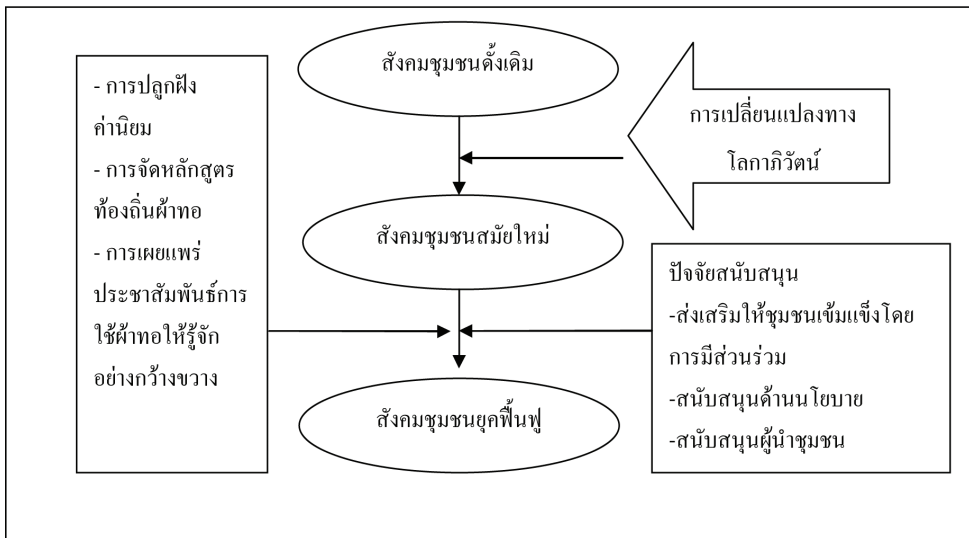 สังคมชุมชนดั้งเดิม
- การปลูกฝัง
ค่านิยม
- การจัดหลักสูตร
ท้องถิ่นผ้าทอ
- การเผยแพร่
ประชาสัมพันธ์การ
ใช้ผ้าทอให้รู้จัก
อย่างกว้างขวาง
การเปลี่ยนแปลงทาง
โลกาภิวัตน์
สังคมชุมชนสมัยใหม่
ปัจจัยสนับสนุน
-ส่งเสริมให้ชุมชนเข้มแข็งโดย
การมีส่วนร่วม
-สนับสนุนด้านนโยบาย
-สนับสนุนผู้นำชุมชน
สังคมชุมชนยุคฟื้นฟู